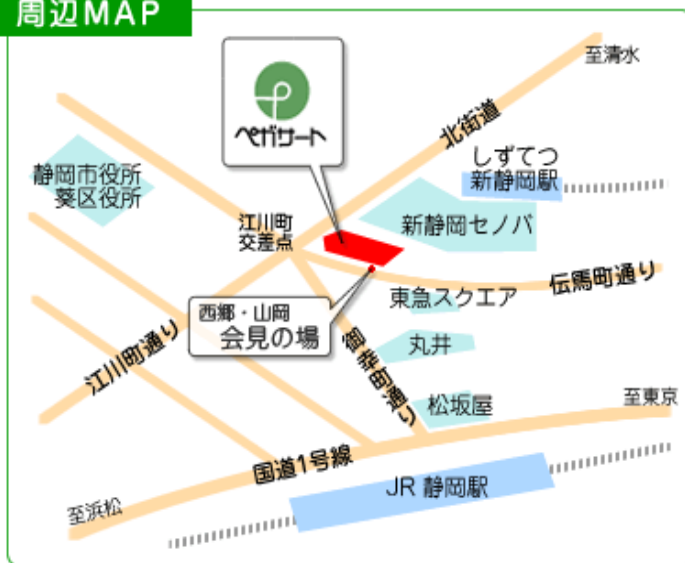 周辺MAP
至清水
ペガサート
北街道
しずてつ
新静岡駅
静岡市役所
葵区役所
江川町
交差点
新静岡セノバ
伝馬町通り
東急スクエア
西郷・山岡
会見の場
丸井
江川町通り
御幸町通り
松坂屋
至東京
国道1号線
JR 静岡駅
至浜松